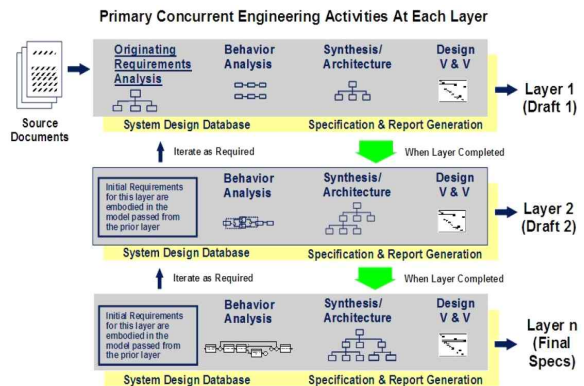 Primary Concurrent Engineering Activities At Each Layer
Originating
Requirements
Analysis
Behavior
Analysis
Synthesis/
Architecture
Design
V & V
Source
Documents
Layer 1
(Draft 1)
System Design Database
Specification & Report Generation
Iterate as Required
When Layer Completed
Initial Requirements
for this layer are
embodied in the
model passed from
the prior layer
Behavior
Analysis
Synthesis/
Architecture
Design
V & V
Layer 2
(Draft 2)
System Design Database
Specification & Report Generation
Iterate as Required
When Layer Completed
Initial Requirements
for this layer are
embodied in the
model passed from
the prior layer
Behavior
Analysis
Synthesis/
Architecture
Design
V & V
Layer n
(Final
Specs)
System Design Database
Specification & Report Generation